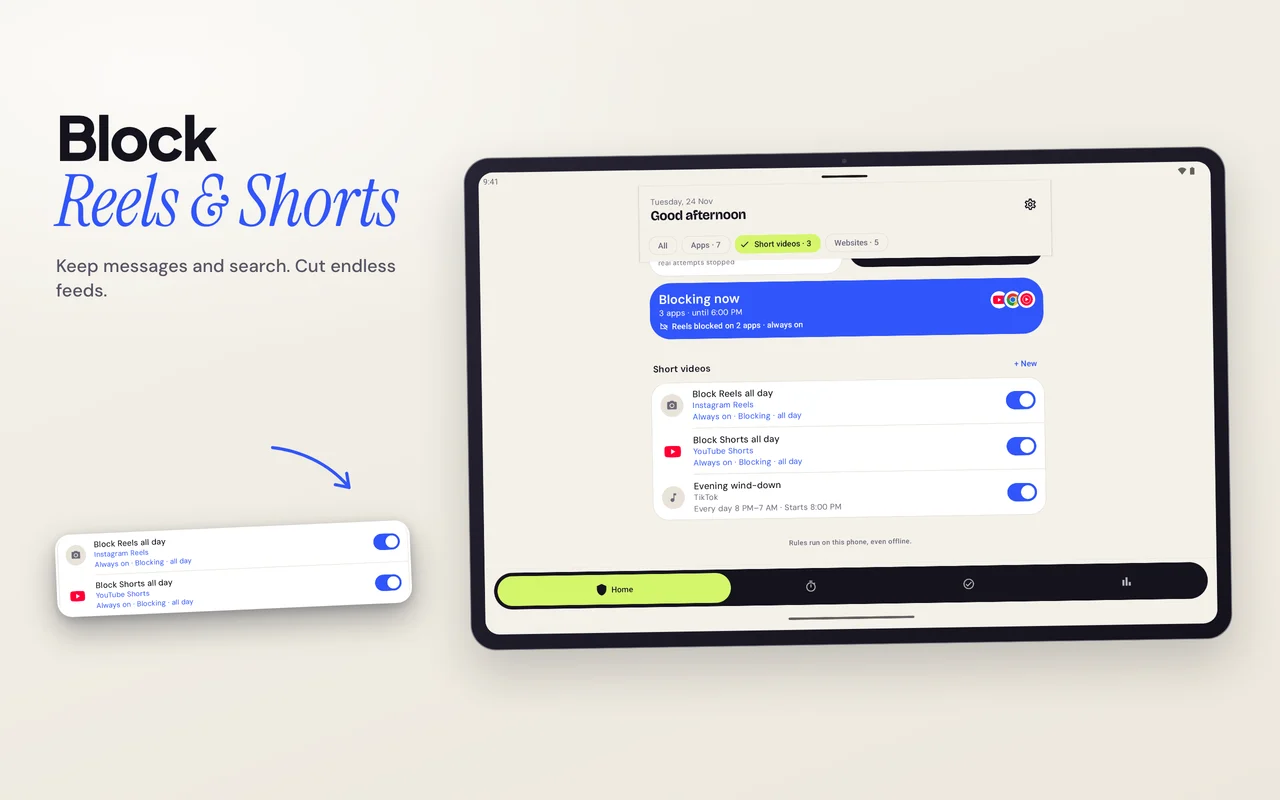 Block
Reels & Shorts
Keep messages and search. Cut endless
feeds.
Block Reels all day
Instagram Reels
Always on · Blocking · all day
Block Shorts all day
YouTube Shorts
Always on · Blocking · all day
9:41
Tuesday, 24 Nov
Good afternoon
All
Apps · 7
Short videos · 3
Websites · 5
real attempts stopped
Blocking now
3 apps · until 6:00 PM
Reels blocked on 2 apps · always on
Short videos
+ New
Block Reels all day
Instagram Reels
Always on · Blocking · all day
Block Shorts all day
YouTube Shorts
Always on · Blocking · all day
Evening wind-down
TikTok
Every day 8 PM–7 AM · Starts 8:00 PM
Rules run on this phone, even offline.
Home